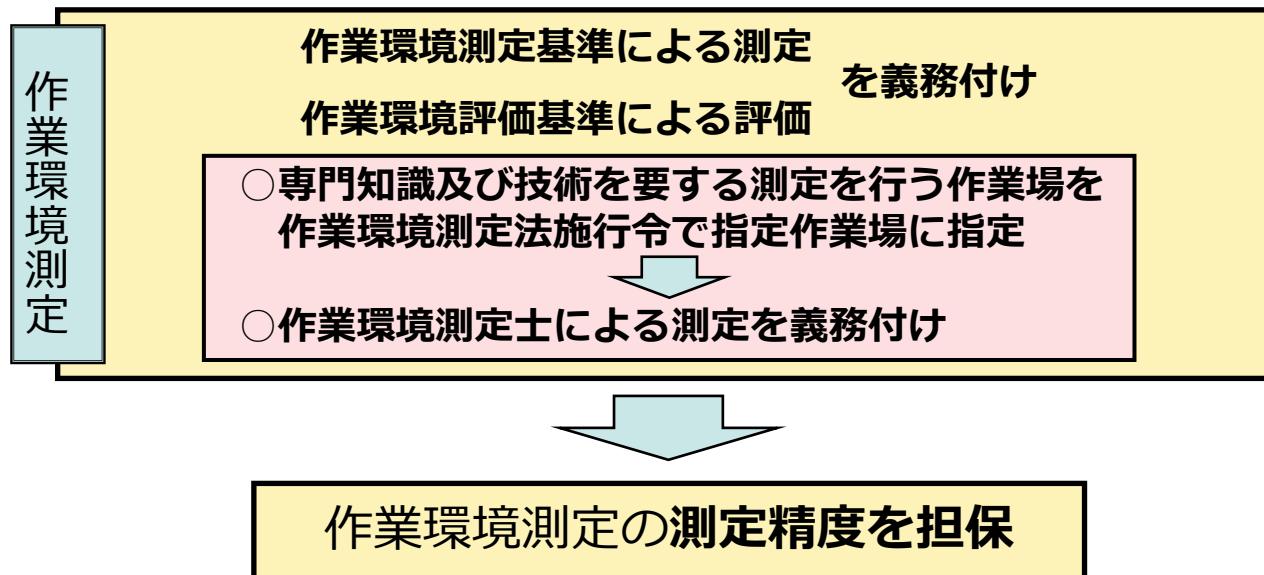 作業環境測定
作業環境測定基準による測定
作業環境評価基準による評価
を義務付け
○専門知識及び技術を要する測定を行う作業場を
作業環境測定法施行令で指定作業場に指定
○作業環境測定士による測定を義務付け
作業環境測定の測定精度を担保